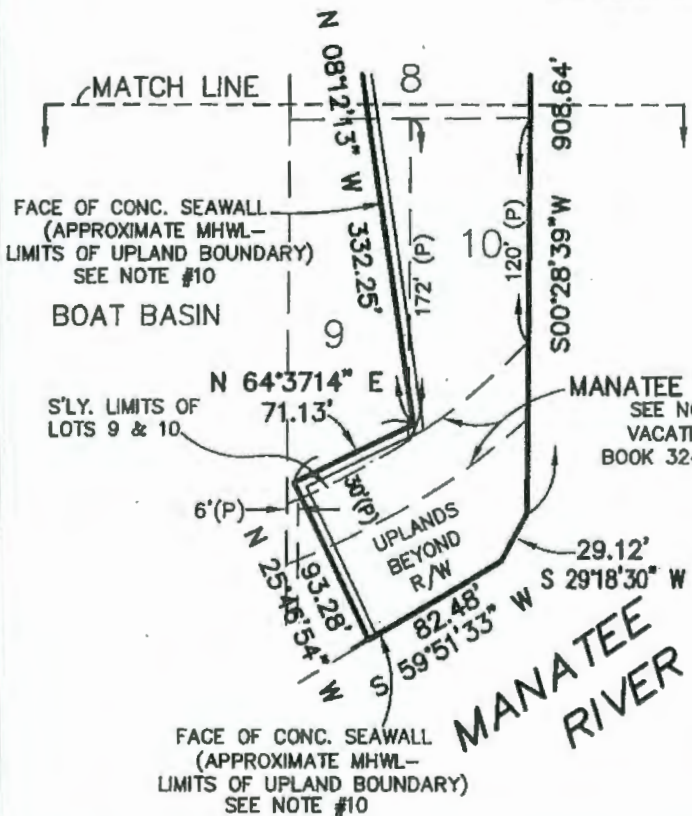 MATCH LINE
N 08°12'13" W 332.25'
8
908.64'
S00°28'39"W
FACE OF CONC. SEAWALL
(APPROXIMATE MHWL-
LIMITS OF UPLAND BOUNDARY)
SEE NOTE #10
172' (P)
10
120' (P)
BOAT BASIN
9
N 64°3714" E
71.13'
MANATEE
SEE NO
VACATE
BOOK 324
S'LY. LIMITS OF
LOTS 9 & 10
6'(P)
30'(P)
UPLANDS
BEYOND
R/W
N 25°46'54" W
93.28'
29.12'
S 29°18'30" W
82.48'
S 59°51'33" W
MANATEE
RIVER
FACE OF CONC. SEAWALL
(APPROXIMATE MHWL-
LIMITS OF UPLAND BOUNDARY)
SEE NOTE #10